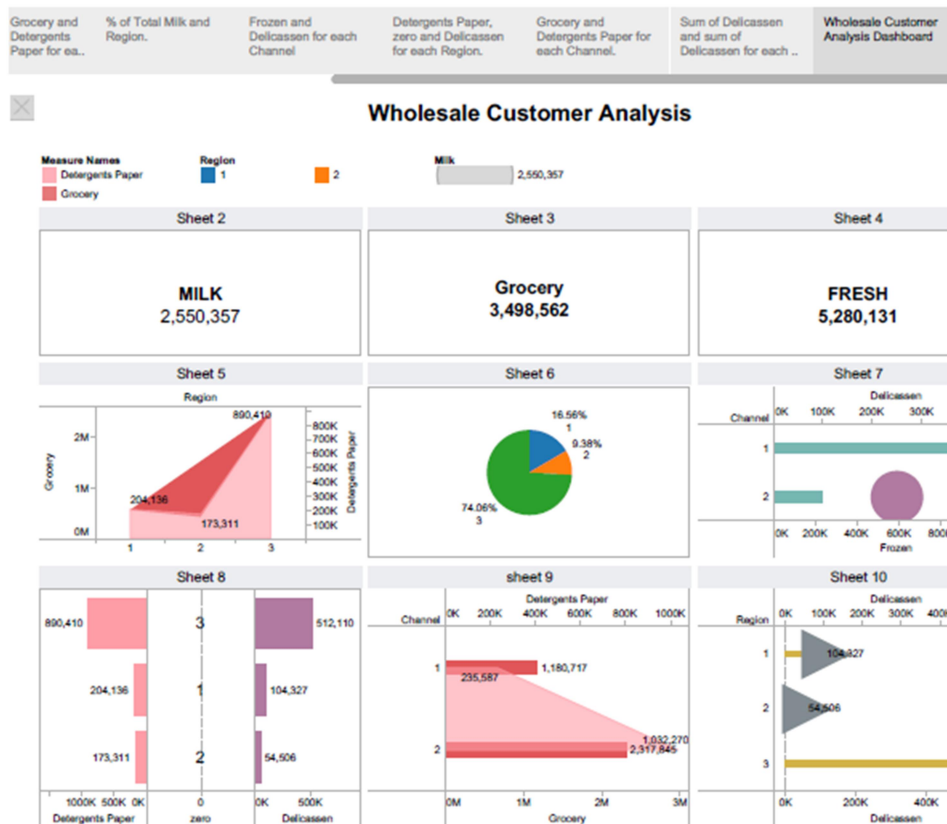 Grocery and
Detergents
Paper for ea..
% of Total Milk and
Region.
Frozen and
Delicassen for each
Channel
Detergents Paper,
zero and Delicassen
for each Region.
Grocery and
Detergents Paper for
each Channel.
Sum of Delicassen
and sum of
Delicassen for each ..
Wholesale Customer
Analysis Dashboard
Wholesale Customer Analysis
Measure Names
Detergents Paper
Grocery
Region
1
2
Milk
2,550,357
Sheet 2
Sheet 3
Sheet 4
MILK
2,550,357
Grocery
3,498,562
FRESH
5,280,131
Sheet 5
Sheet 6
Sheet 7
Region
890,410
204,136
173,311
2M
1M
0M
Grocery
800K
700K
600K
500K
400K
300K
200K
100K
Detergents Paper
1 2 3
16.56%
1
9.38%
2
74.06%
3
Delicassen
Channel 0K 100K 200K 300K
1
2
0K 200K 400K 600K 800
Frozen
Sheet 8
sheet 9
Sheet 10
890,410 3 512,110
204,136 1 104,327
173,311 2 54,506
1000K 500K 0K 0 0K 500K
Detergents Paper zero Delicassen
Detergents Paper
Channel 0K 200K 400K 600K 800K 1000K
1 1,180,717
235,587
1,032,270
2 2,317,845
0M 1M 2M 3M
Grocery
Delicassen
Region 0K 100K 200K 300K 40
1 104,327
2 54,506
3
0K 200K 400K
Delicassen